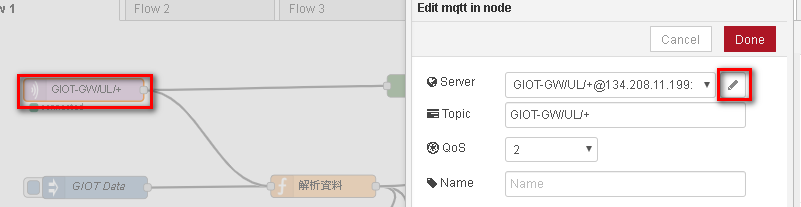 w 1
Flow 2
Flow 3
GIOT-GW/UL/+
connected
GIOT Data
解析資料
Edit mqtt in node
Cancel
Done
Server
GIOT-GW/UL/+@134.208.11.199:
Topic
GIOT-GW/UL/+
QoS
2
Name
Name